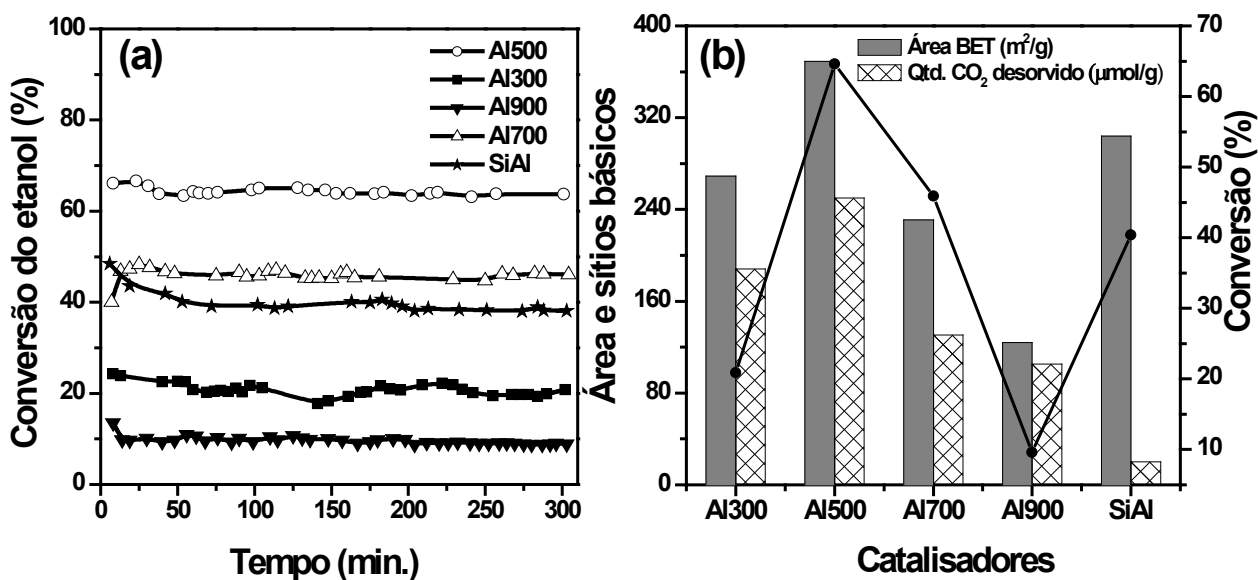 (a)
Al500
Al300
Al900
Al700
SiAl
Conversão do etanol (%)
100
80
60
40
20
0
0 50 100 150 200 250 300
Tempo (min.)
(b)
Área BET (m²/g)
Qtd. CO₂ desorvido (µmol/g)
Área e sítios básicos
400
320
240
160
80
0
Conversão (%)
70
60
50
40
30
20
10
Al300 Al500 Al700 Al900 SiAl
Catalisadores